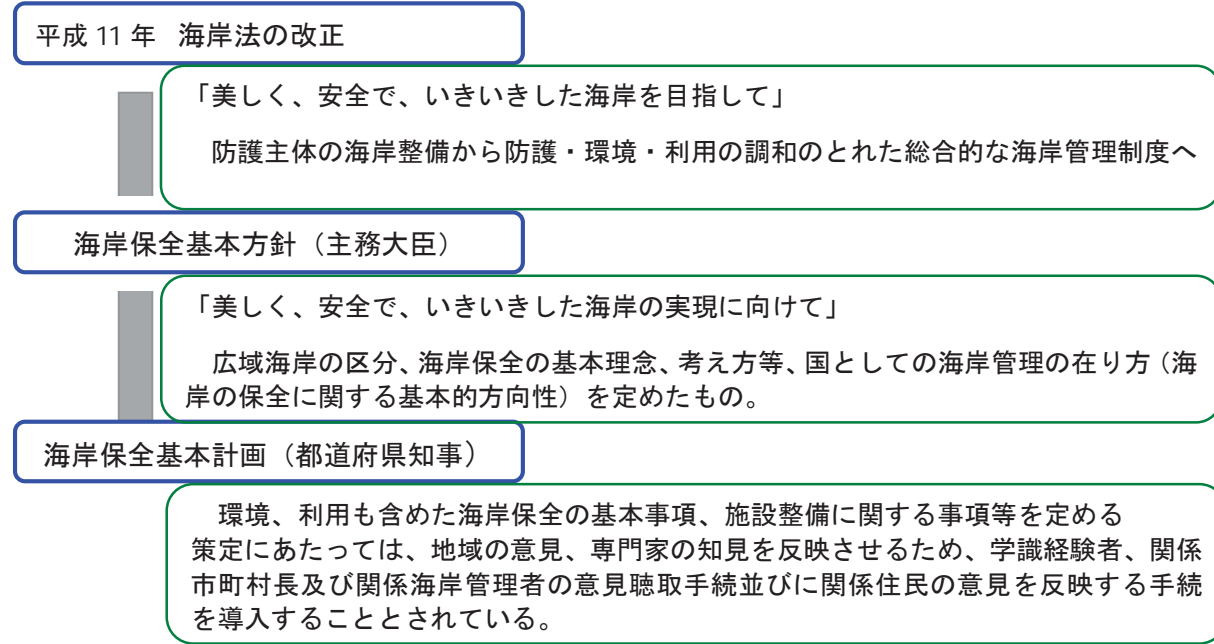 平成 11 年 海岸法の改正
「美しく、安全で、いきいきした海岸を目指して」
防護主体の海岸整備から防護・環境・利用の調和のとれた総合的な海岸管理制度へ
海岸保全基本方針（主務大臣）
「美しく、安全で、いきいきした海岸の実現に向けて」
広域海岸の区分、海岸保全の基本理念、考え方等、国としての海岸管理の在り方（海
岸の保全に関する基本的方向性）を定めたもの。
海岸保全基本計画（都道府県知事）
環境、利用も含めた海岸保全の基本事項、施設整備に関する事項等を定める
策定にあたっては、地域の意見、専門家の知見を反映させるため、学識経験者、関係
市町村長及び関係海岸管理者の意見聴取手続並びに関係住民の意見を反映する手続
を導入することとされている。